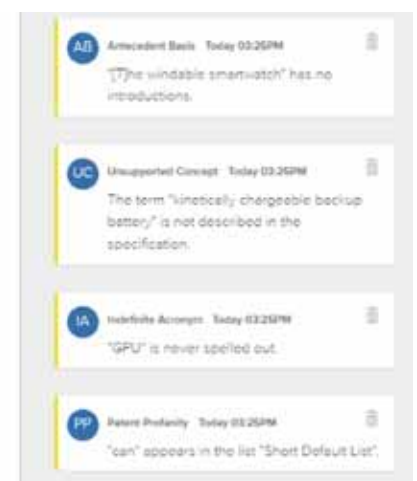 AB Antecedent Basis Today 03:25PM
"[T]he windable smartwatch" has no
introductions.
UC Unsupported Concept Today 03:25PM
The term "kinetically chargeable backup
battery" is not described in the
specification.
IA Indefinite Acronym Today 03:25PM
"GPU" is never spelled out.
PP Patent Profanity Today 03:25PM
"can" appears in the list "Short Default List".